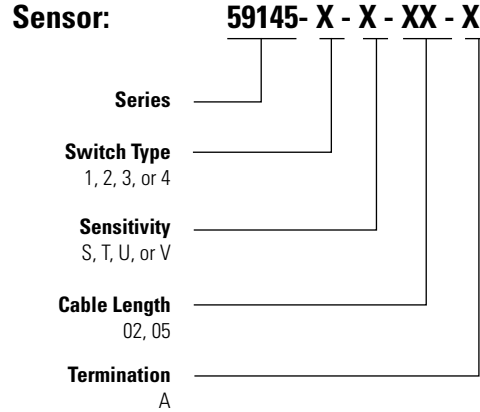 Sensor: 59145- X - X - XX - X
Series
Switch Type
1, 2, 3, or 4
Sensitivity
S, T, U, or V
Cable Length
02, 05
Termination
A